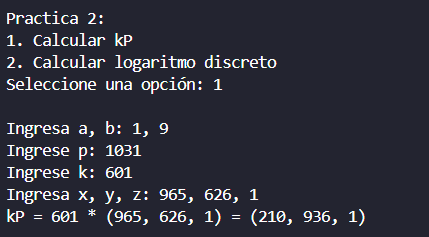 Practica 2:
1. Calcular kP
2. Calcular logaritmo discreto
Seleccione una opción: 1
Ingresa a, b: 1, 9
Ingrese p: 1031
Ingrese k: 601
Ingresa x, y, z: 965, 626, 1
kP = 601 * (965, 626, 1) = (210, 936, 1)